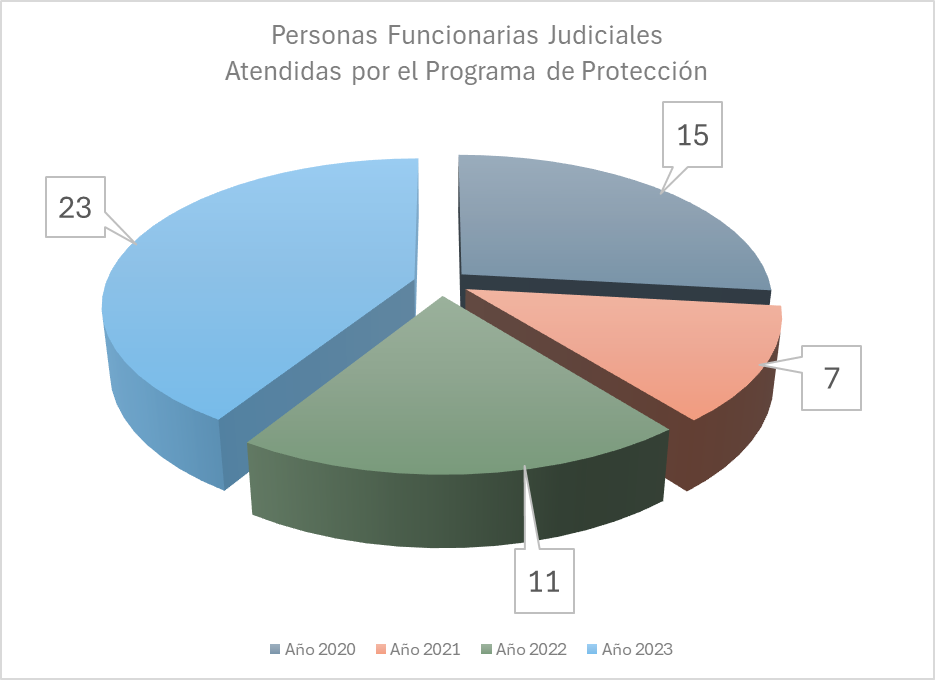 Personas Funcionarias Judiciales
Atendidas por el Programa de Protección
15
23
7
11
Año 2020 Año 2021 Año 2022 Año 2023